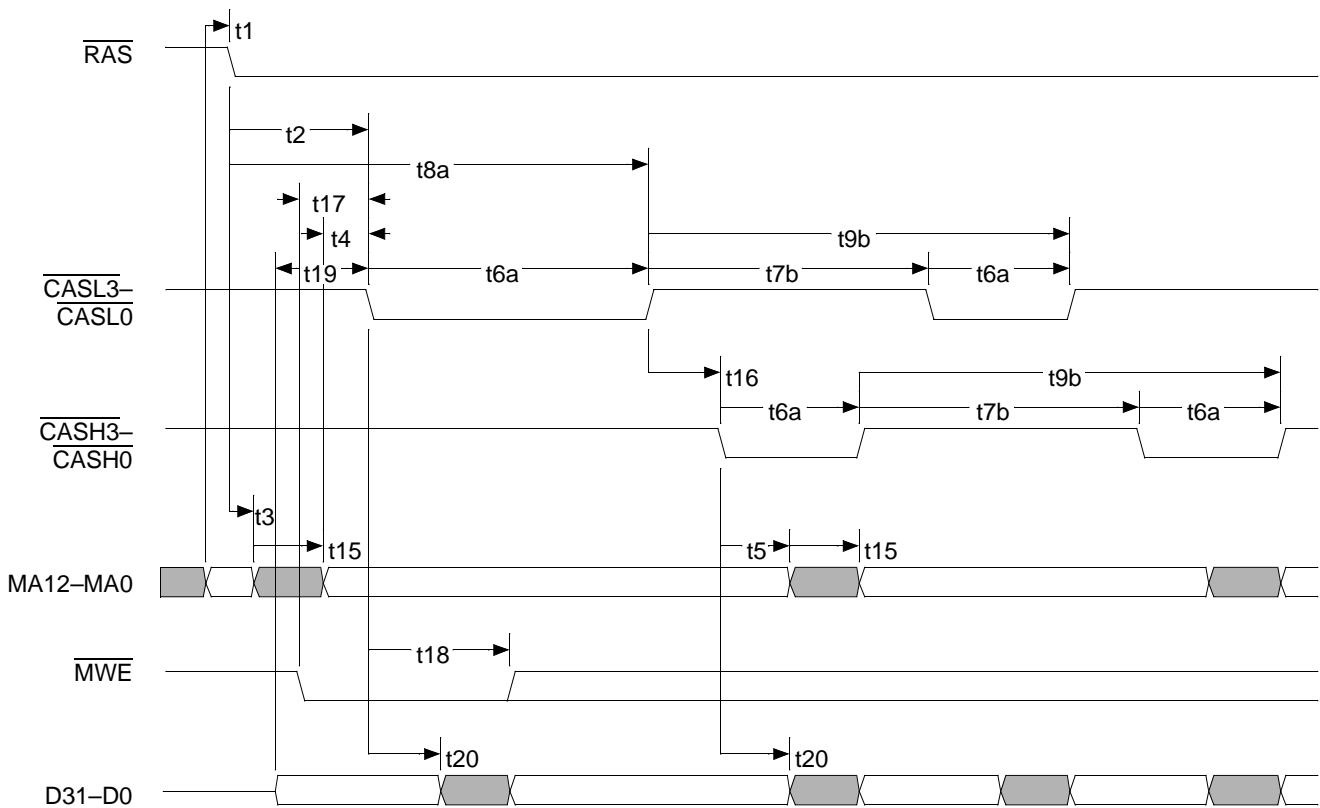 t1
RAS
t2
t8a
t17
t4
t9b
t19
t6a
t7b
t6a
CASL3–
CASL0
t16
t9b
t6a
t7b
t6a
CASH3–
CASH0
t3
t15
t5
t15
MA12–MA0
t18
MWE
t20
t20
D31–D0